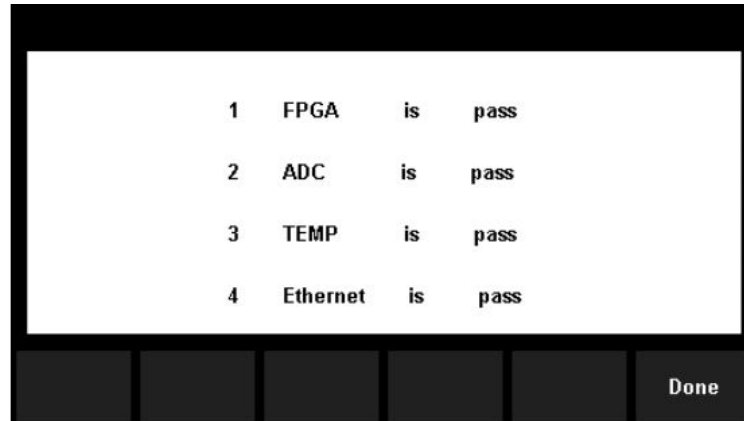 1 FPGA is pass
2 ADC is pass
3 TEMP is pass
4 Ethernet is pass
Done